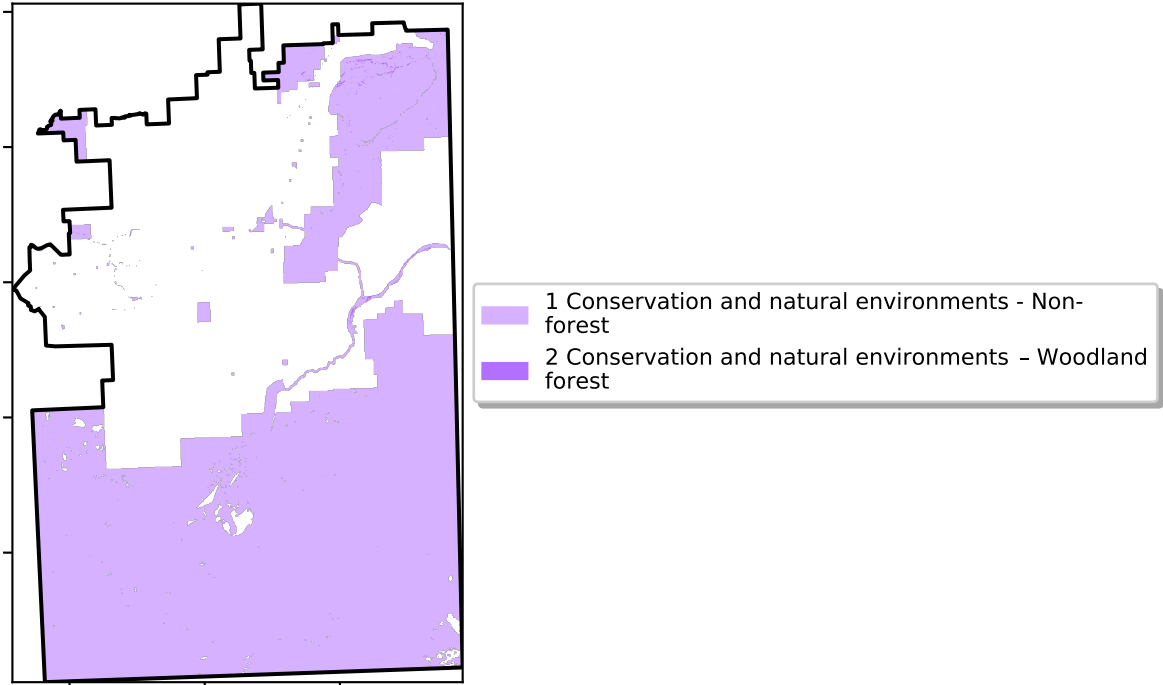 1 Conservation and natural environments - Non-
forest
2 Conservation and natural environments – Woodland
forest